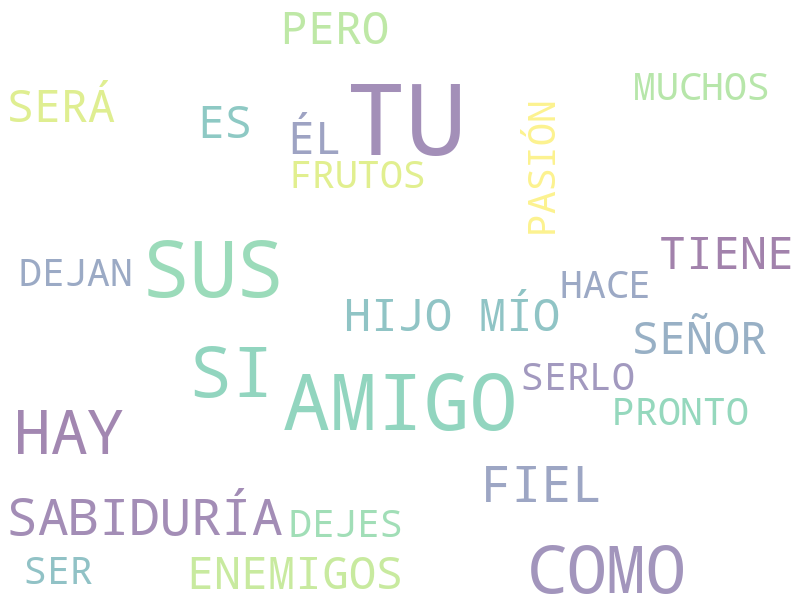 PERO
TU
MUCHOS
SERÁ
ES
ÉL
PASIÓN
FRUTOS
SUS
TIENE
DEJAN
HACE
HIJO MÍO
SEÑOR
SI
AMIGO
SERLO
PRONTO
HAY
FIEL
SABIDURÍA
DEJES
SER
ENEMIGOS
COMO